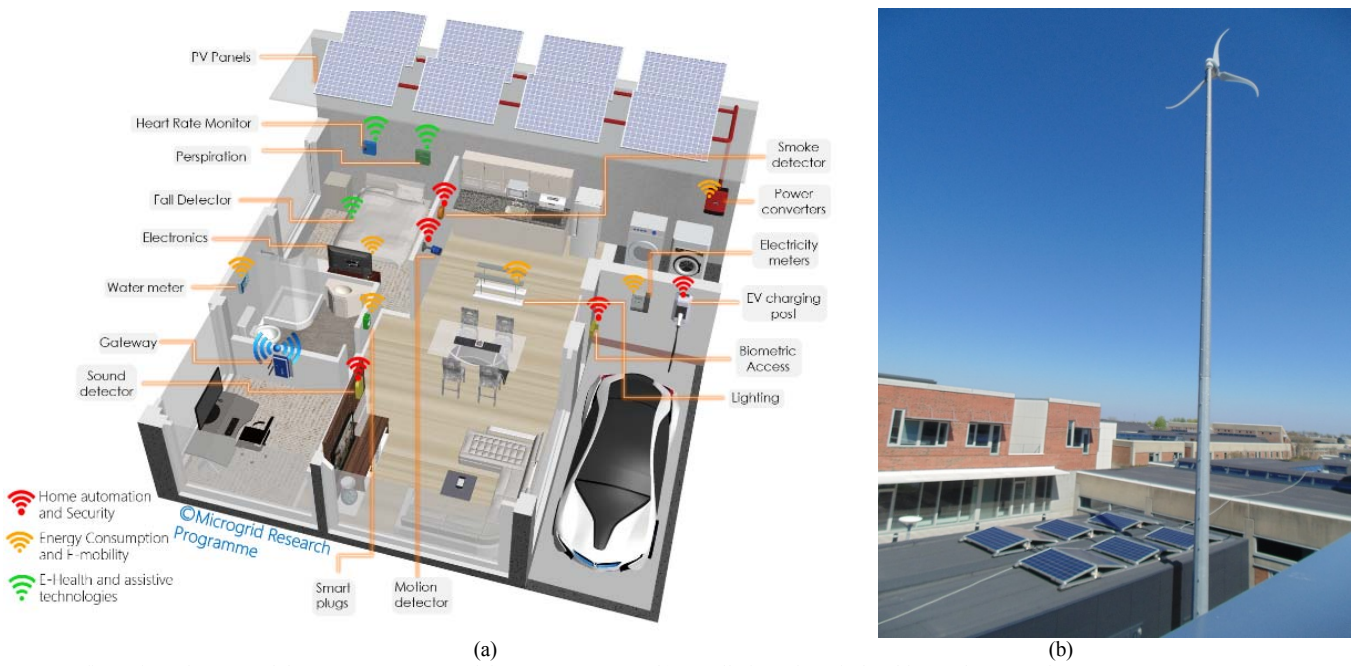 PV Panels
Heart Rate Monitor
Perspiration
Fall Detector
Electronics
Water meter
Gateway
Sound
detector
Smoke
detector
Power
converters
Electricity
meters
EV charging
post
Biometric
Access
Lighting
Home automation
and Security
Energy Consumption
and E-mobility
E-Health and assistive
technologies
©Microgrid Research
Programme
Smart
plugs
Motion
detector
(a)
(b)